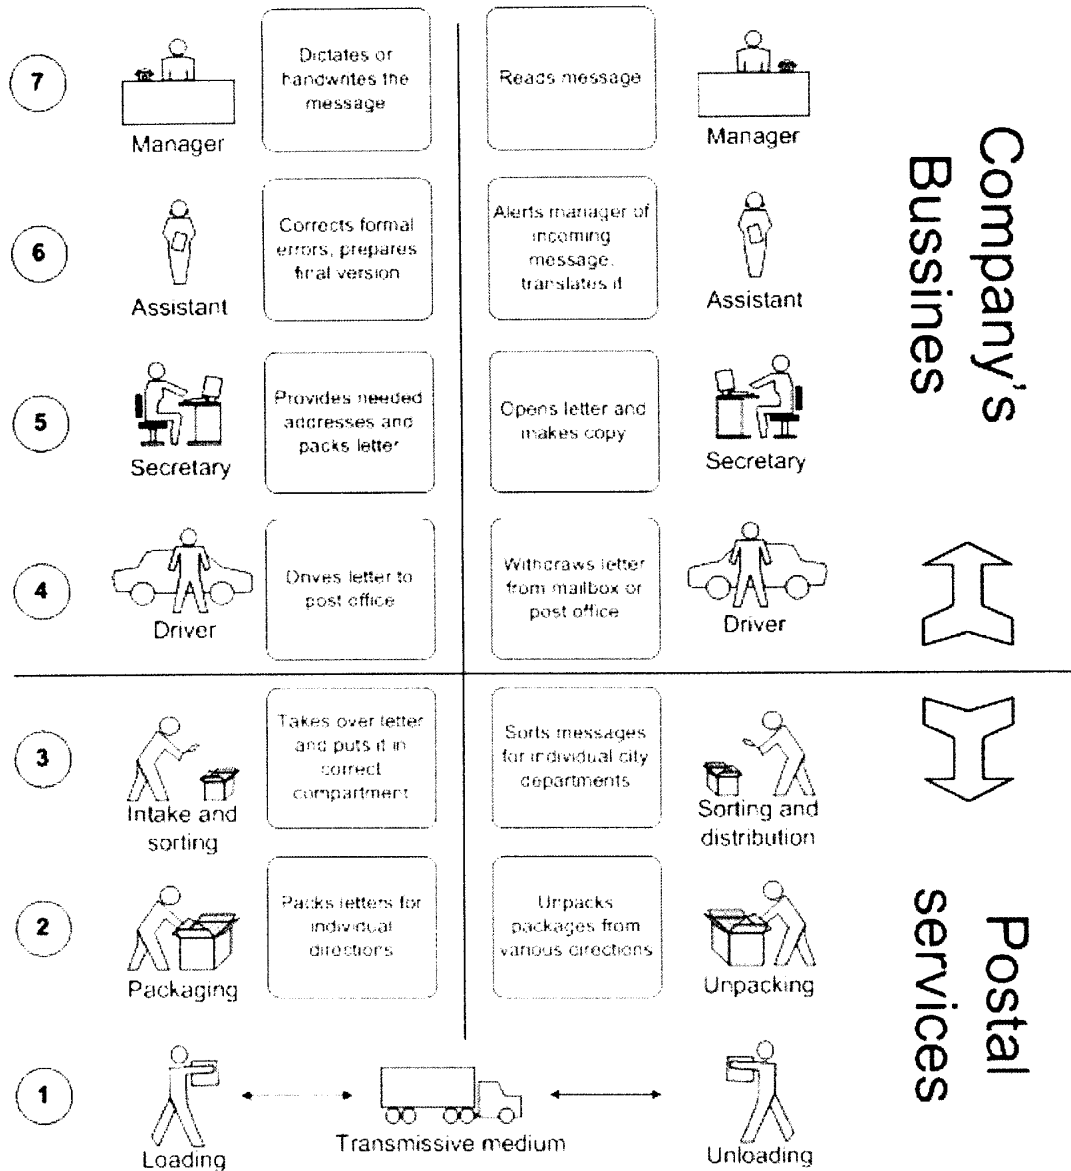 7
Manager
Dictates or
handwrites the
message
Reads message
Manager
6
Assistant
Corrects formal
errors, prepares
final version
Alerts manager of
incoming
message,
translates it
Assistant
5
Secretary
Provides needed
addresses and
packs letter
Opens letter and
makes copy
Secretary
4
Driver
Drives letter to
post office
Withdraws letter
from mailbox or
post office
Driver
Company's
Bussines
3
Intake and
sorting
Takes over letter
and puts it in
correct
compartment
Sorts messages
for individual city
departments
Sorting and
distribution
2
Packaging
Packs letters for
individual
directions
Unpacks
packages from
various directions
Unpacking
1
Loading
Transmissive medium
Unloading
Postal
services